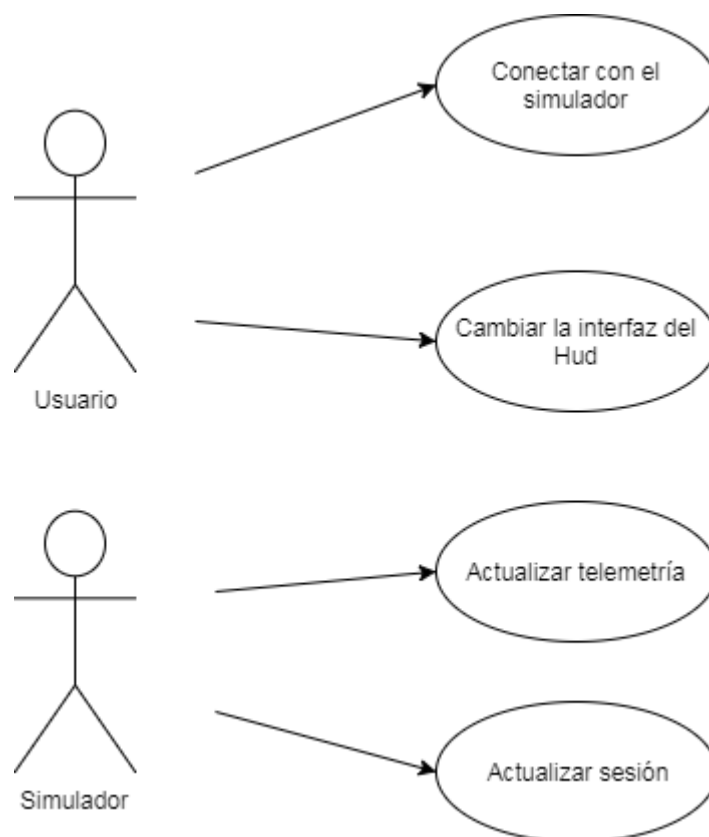 Conectar con el
simulador
Cambiar la interfaz del
Hud
Usuario
Actualizar telemetría
Actualizar sesión
Simulador